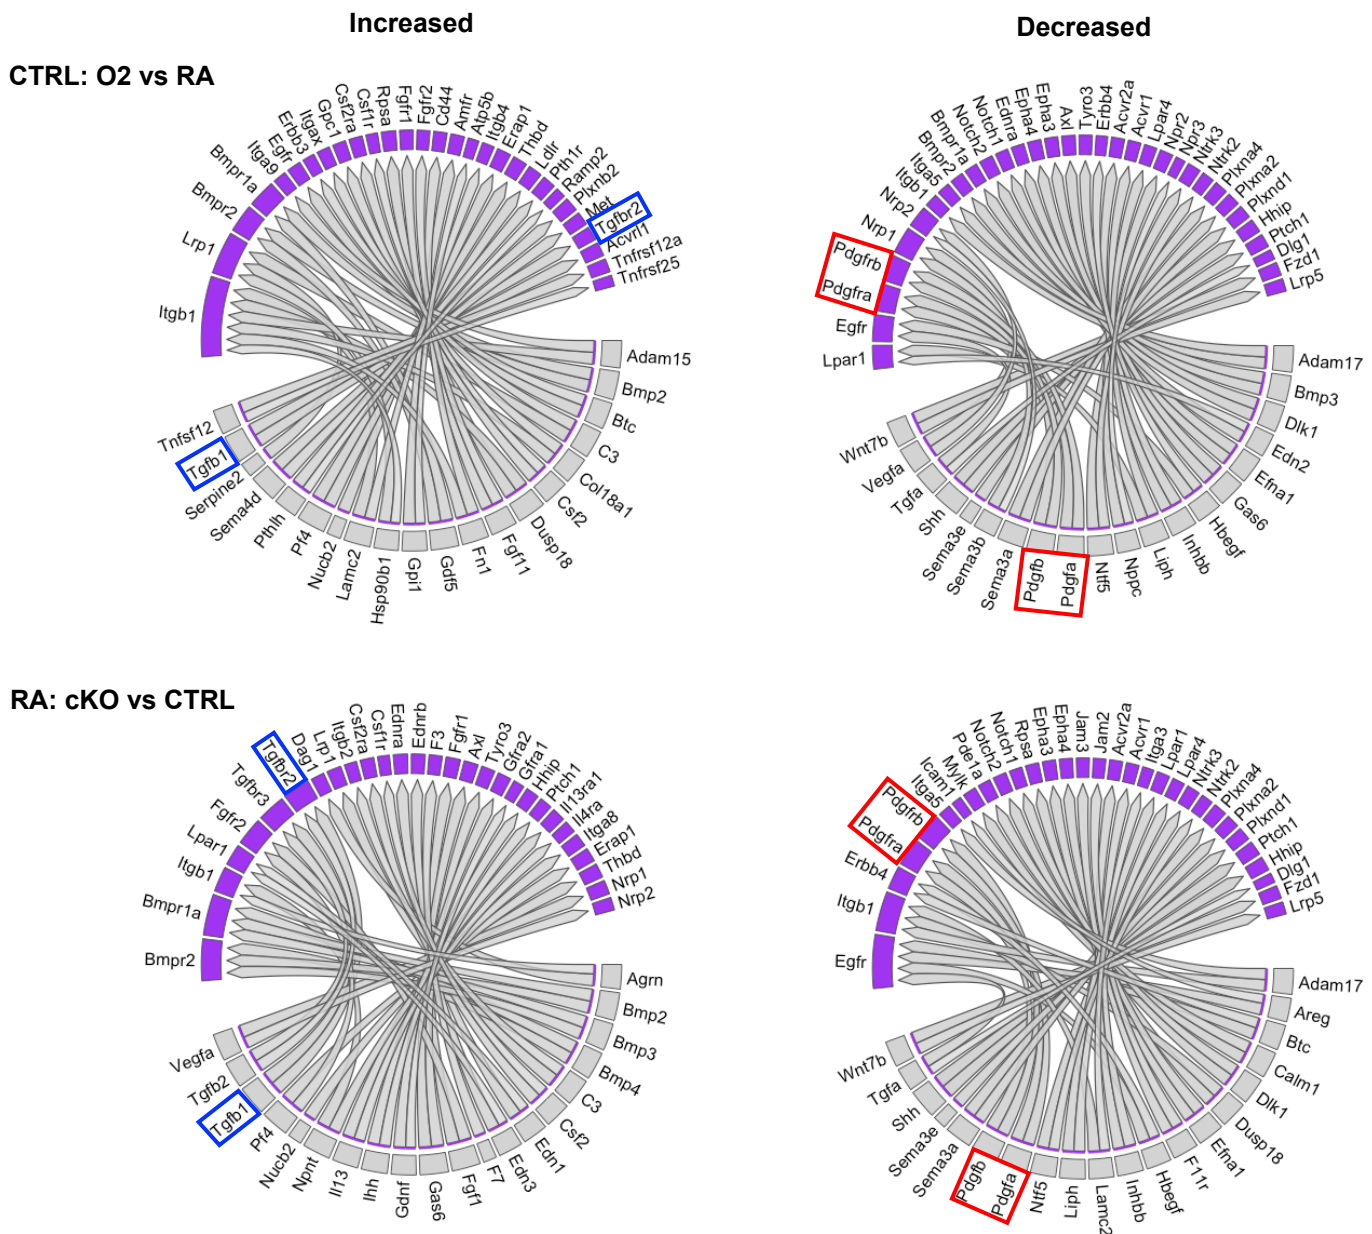 Increased
Decreased
CTRL: O2 vs RA
Itgb1
Lrp1
Bmpr2
Bmpr1a
Itga9
Egfr
Erbb3
Itgax
Gpc1
Csf2ra
Csf1r
Rpsa
Fgfr1
Fgfr2
Cd44
Amfr
Atp5b
Itgb4
Erap1
Thbd
Ldlr
Pth1r
Ramp2
Plxnb2
Met
Tgfbr2
Acvrl1
Tnfrsf12a
Tnfrsf25
Adam15
Bmp2
Btc
C3
Col18a1
Csf2
Dusp18
Fgf11
Fn1
Gdf5
Gpi1
Hsp90b1
Lamc2
Nucb2
Pf4
Pthlh
Sema4d
Serpine2
Tgfb1
Tnfsf12
Lpar1
Egfr
Pdgfra
Pdgfrb
Nrp1
Nrp2
Itgb1
Itga5
Bmpr2
Bmpr1a
Notch2
Notch1
Ednra
Epha4
Epha3
Axl
Tyro3
Erbb4
Acvr2a
Acvr1
Lpar4
Npr2
Npr3
Ntrk3
Ntrk2
Plxna4
Plxna2
Plxnd1
Hhip
Ptch1
Dlg1
Fzd1
Lrp5
Adam17
Bmp3
Dlk1
Edn2
Efna1
Gas6
Hbegf
Inhbb
Liph
Nppc
Ntf5
Pdgfa
Pdgfb
Sema3a
Sema3b
Sema3e
Shh
Tgfa
Vegfa
Wnt7b
RA: cKO vs CTRL
Bmpr2
Bmpr1a
Itgb1
Lpar1
Fgfr2
Tgfbr3
Tgfbr2
Dag1
Lrp1
Itgb2
Csf2ra
Csf1r
Ednra
Ednrb
F3
Fgfr1
Axl
Tyro3
Gfra2
Gfra1
Hhip
Ptch1
Il13ra1
Il4ra
Itga8
Erap1
Thbd
Nrp1
Nrp2
Agrn
Bmp2
Bmp3
Bmp4
C3
Csf2
Edn1
Edn3
F7
Fgf1
Gas6
Gdnf
Ihh
Il13
Npnt
Nucb2
Pf4
Tgfb1
Tgfb2
Vegfa
Egfr
Itgb1
Erbb4
Pdgfra
Pdgfrb
Itga5
Icam1
Mylk
Pde1a
Notch2
Notch1
Rpsa
Epha3
Epha4
Jam3
Jam2
Acvr2a
Acvr1
Itga3
Lpar1
Lpar4
Ntrk3
Ntrk2
Plxna4
Plxna2
Plxnd1
Ptch1
Hhip
Dlg1
Fzd1
Lrp5
Adam17
Areg
Btc
Calm1
Dlk1
Dusp18
Efna1
F11r
Hbegf
Inhbb
Lamc2
Liph
Ntf5
Pdgfa
Pdgfb
Sema3a
Sema3e
Shh
Tgfa
Wnt7b